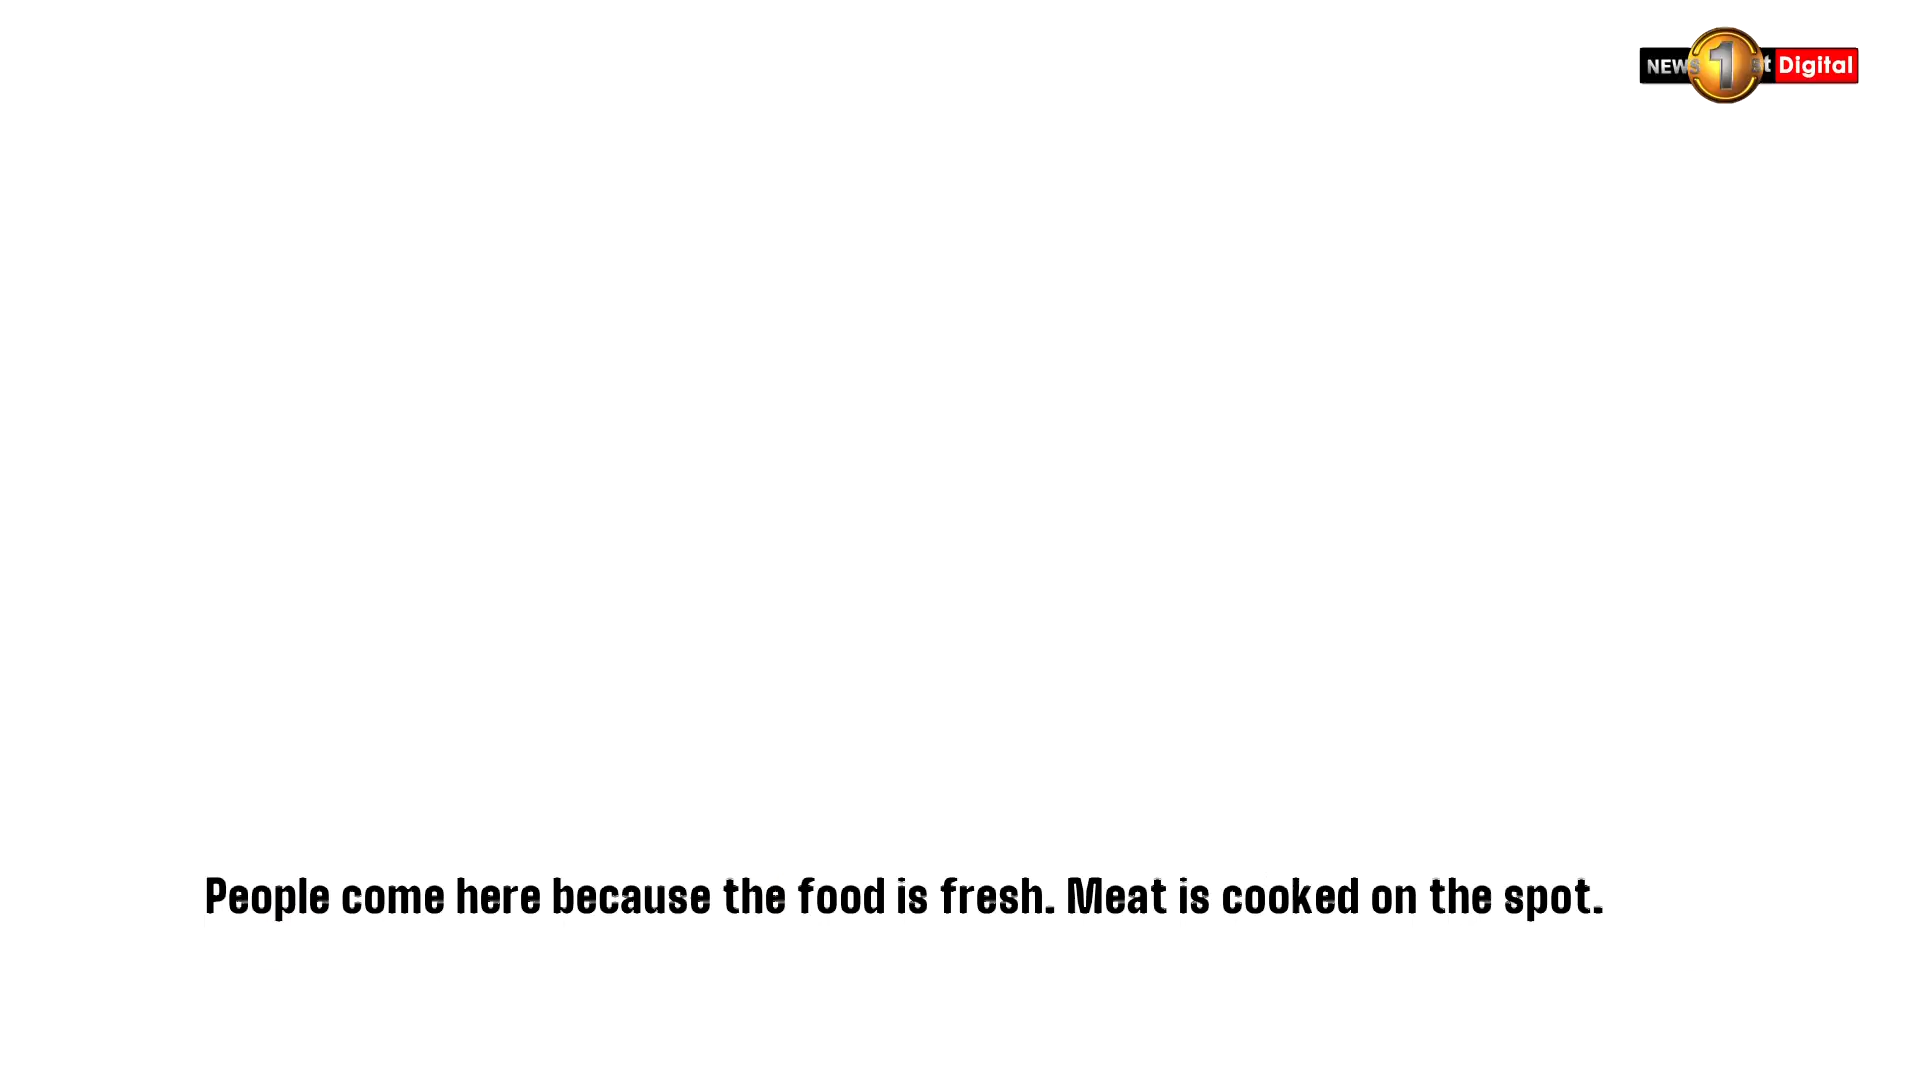 NEWS 1st Digital
People come here because the food is fresh. Meat is cooked on the spot.